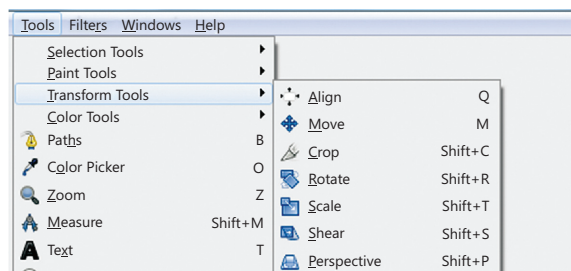 Tools Filters Windows Help
Selection Tools
Paint Tools
Transform Tools
Color Tools
Paths B
Color Picker O
Zoom Z
Measure Shift+M
Text T
Align Q
Move M
Crop Shift+C
Rotate Shift+R
Scale Shift+T
Shear Shift+S
Perspective Shift+P